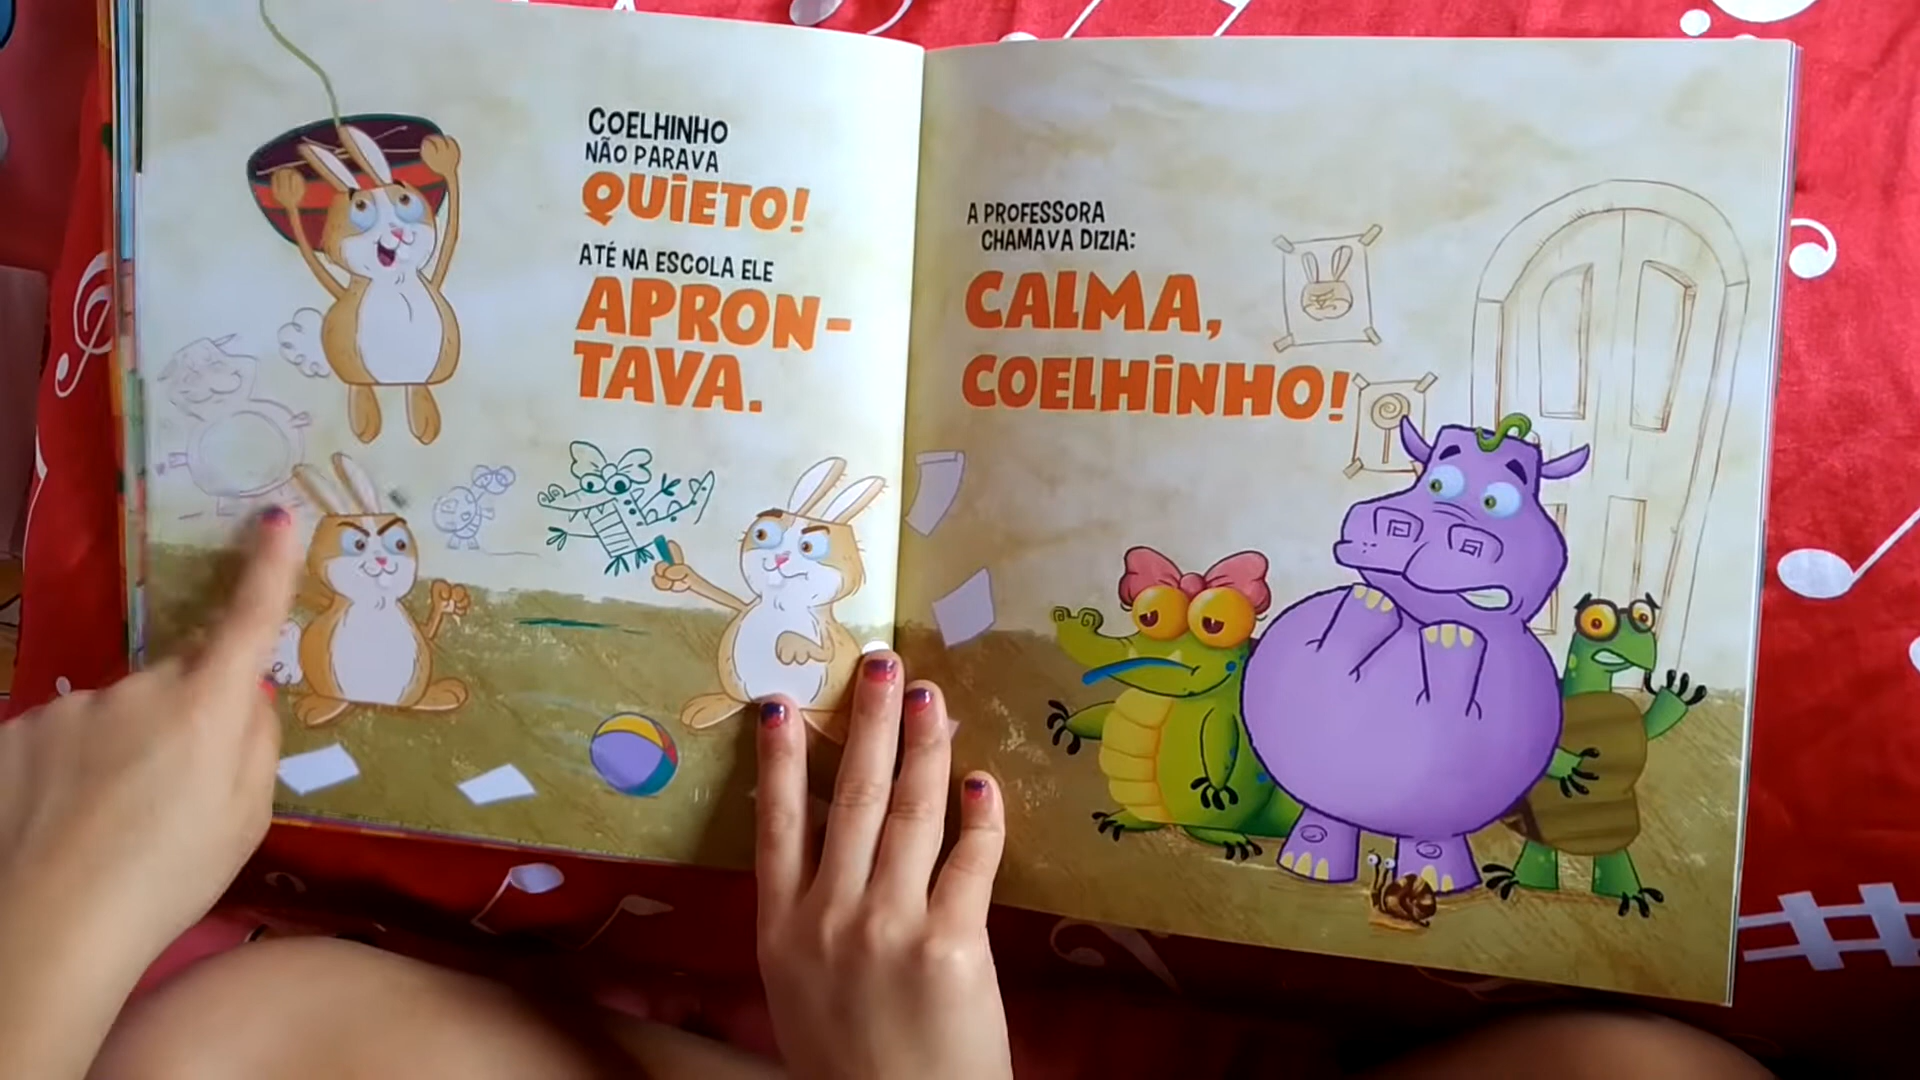 COELHINHO
NÃO PARAVA
QUIETO!
ATÉ NA ESCOLA ELE
APRON-
TAVA.
A PROFESSORA
CHAMAVA DIZIA:
CALMA,
COELHINHO!